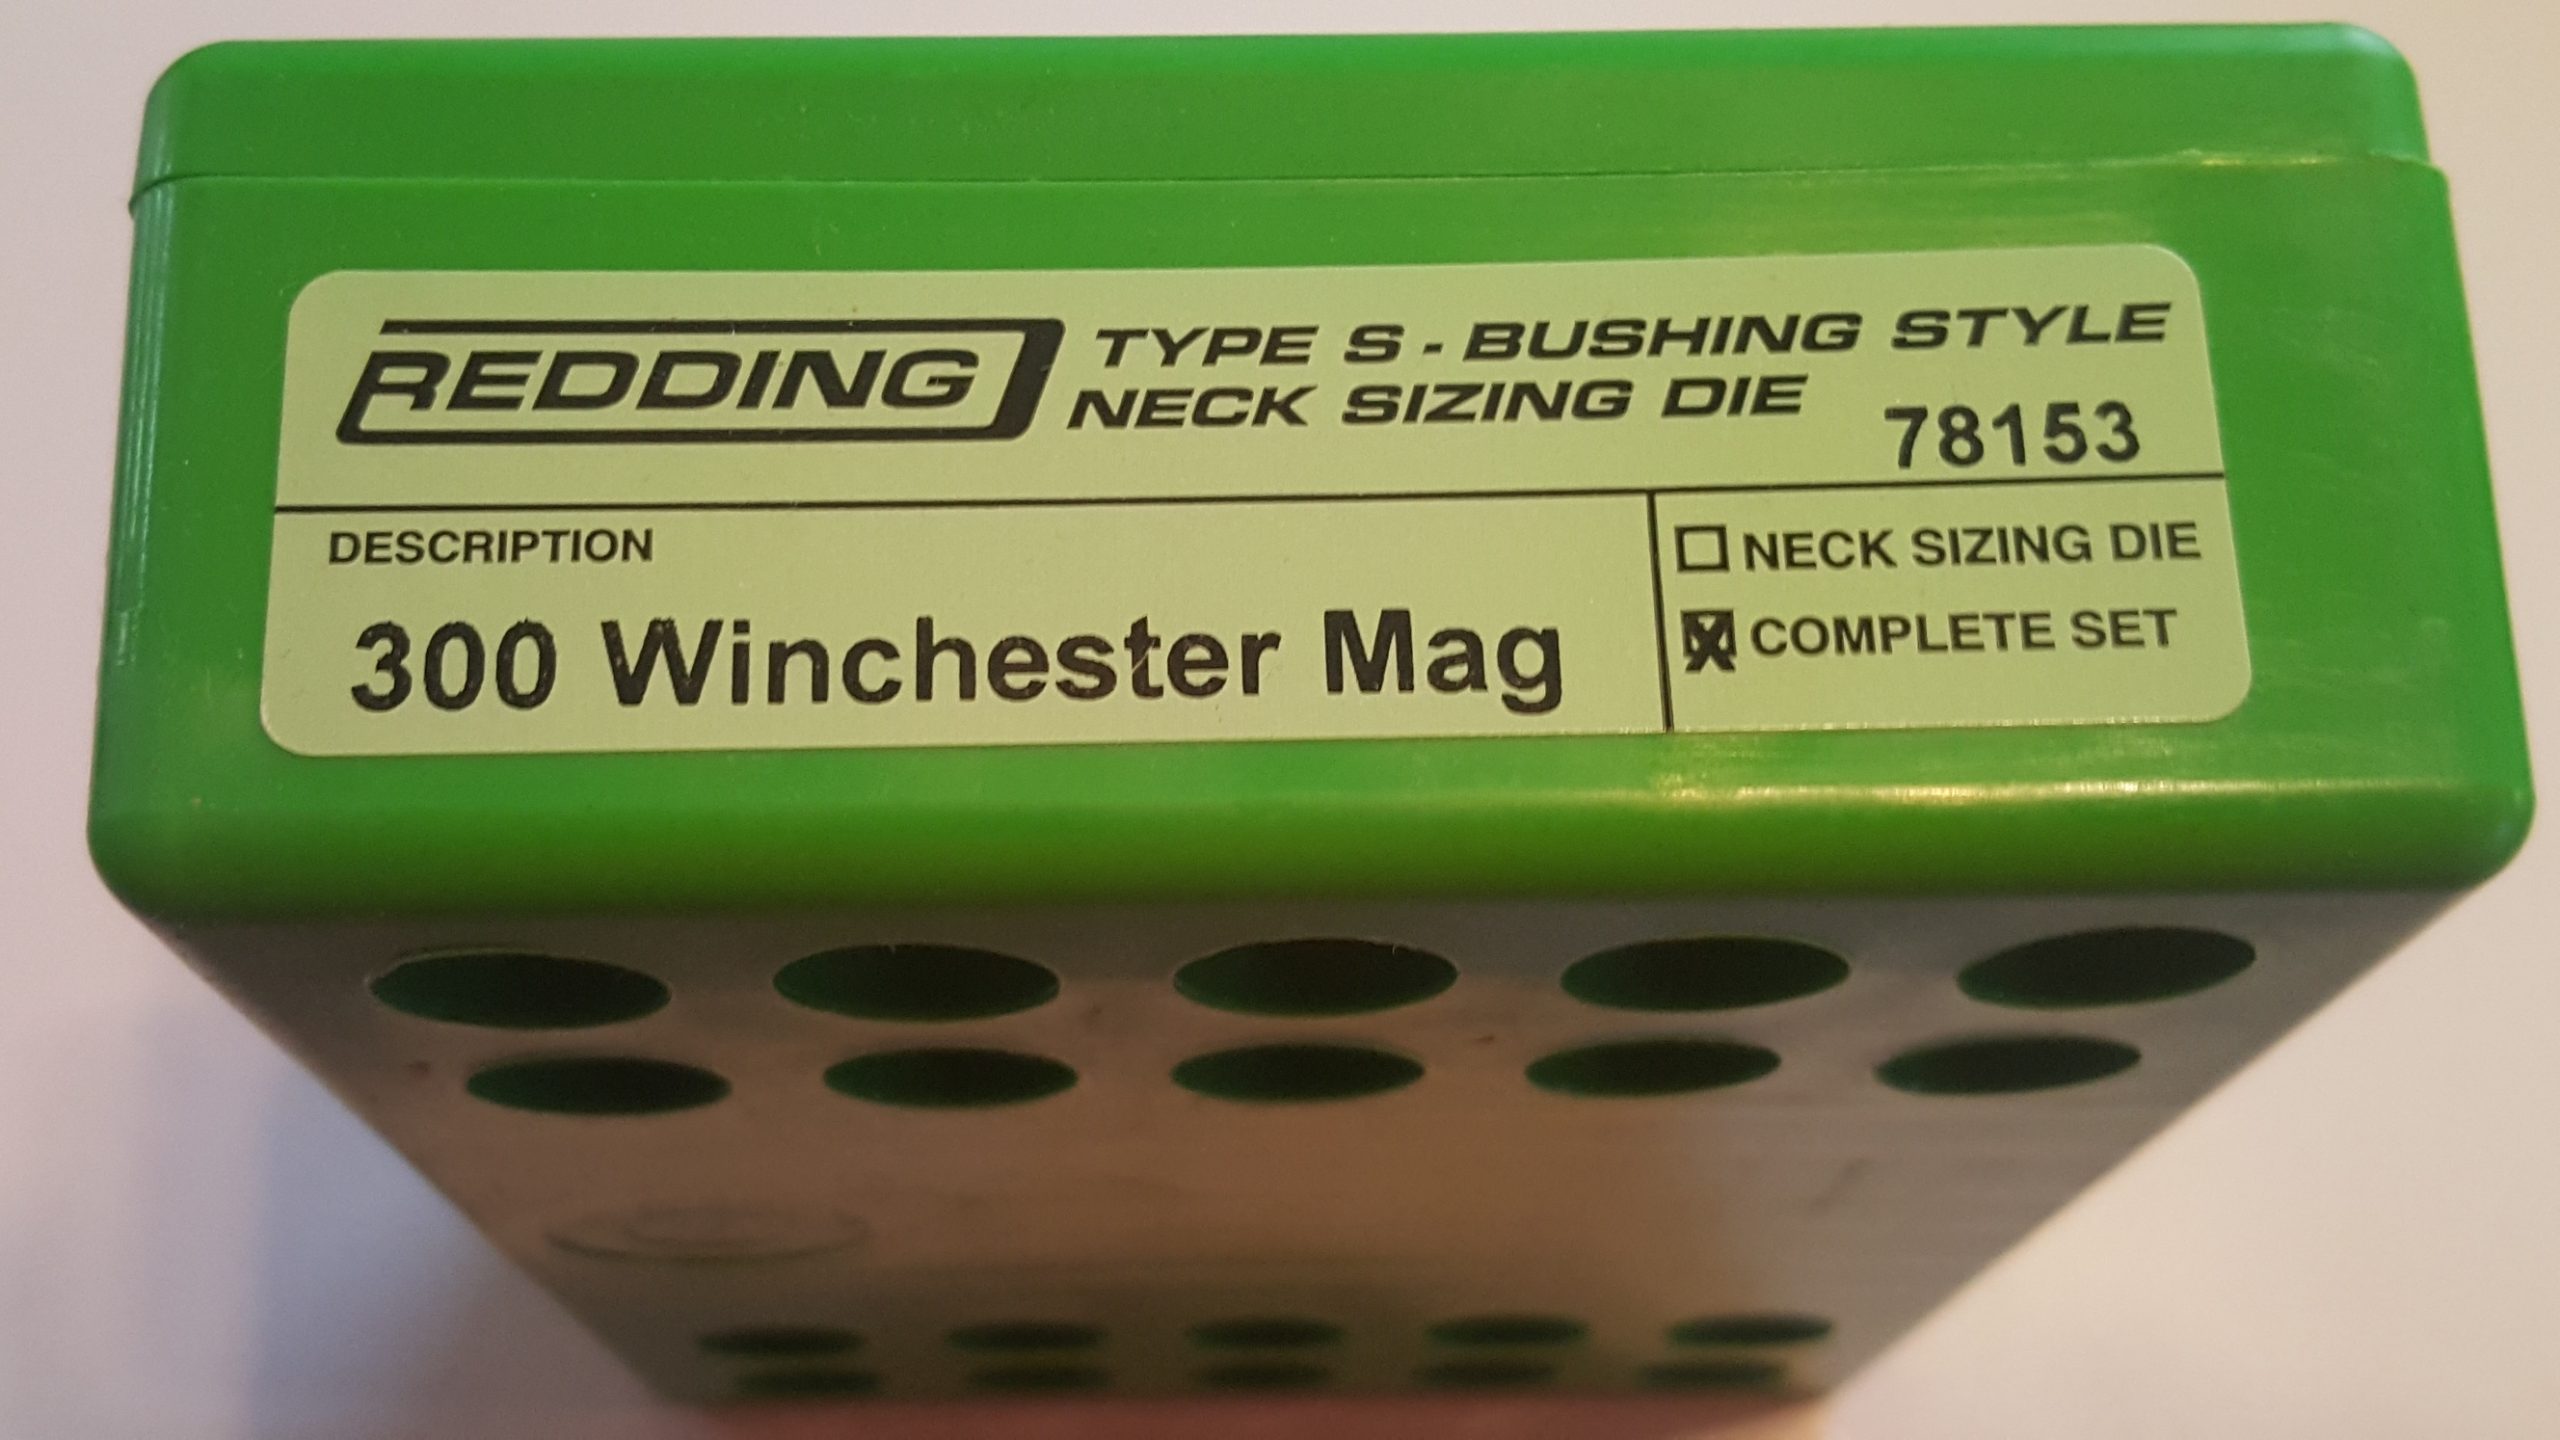 REDDING
TYPE S - BUSHING STYLE
NECK SIZING DIE
78153
DESCRIPTION
300 Winchester Mag
NECK SIZING DIE
COMPLETE SET